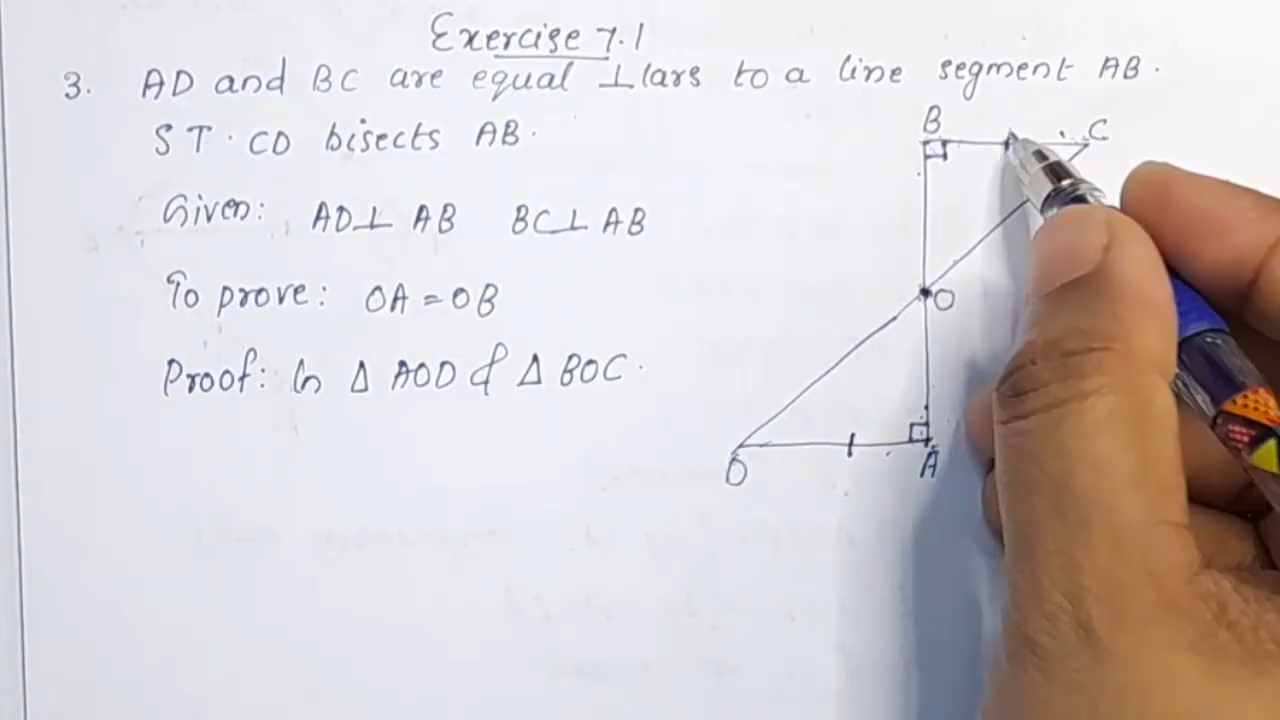 Exercise 7.1
3. AD and BC are equal ⊥lars to a line segment AB.
S T . CD bisects AB.
Given: AD⊥ AB BC⊥ AB
To prove: OA = OB
Proof: In Δ AOD & Δ BOC.
B
C
O
D
A